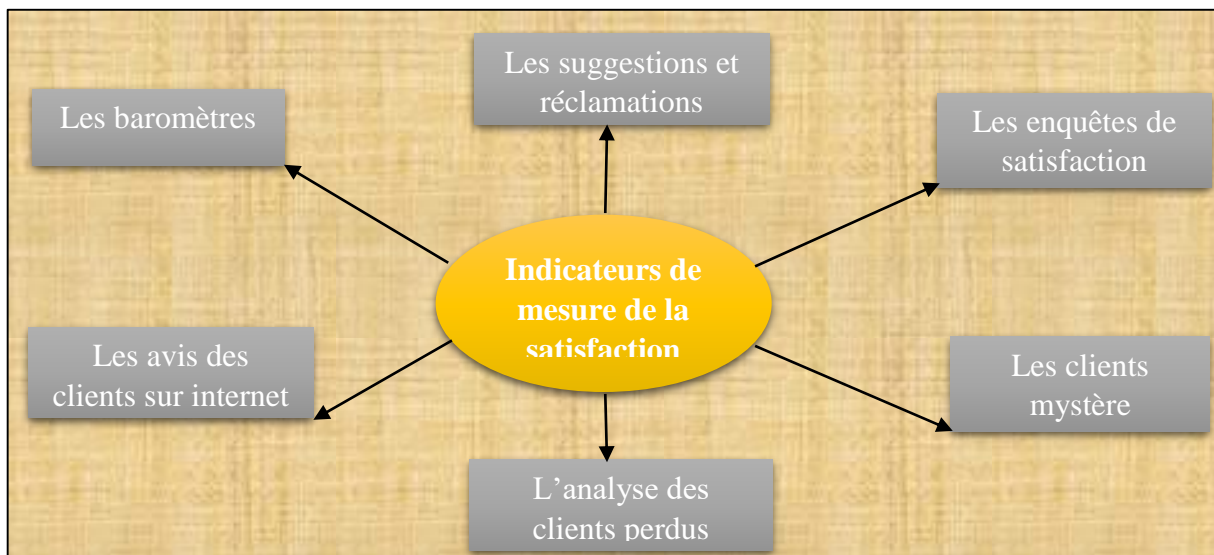 Les suggestions et
réclamations
Les baromètres
Les enquêtes de
satisfaction
Indicateurs de
mesure de la
satisfaction
Les avis des
clients sur internet
Les clients
mystère
L’analyse des
clients perdus